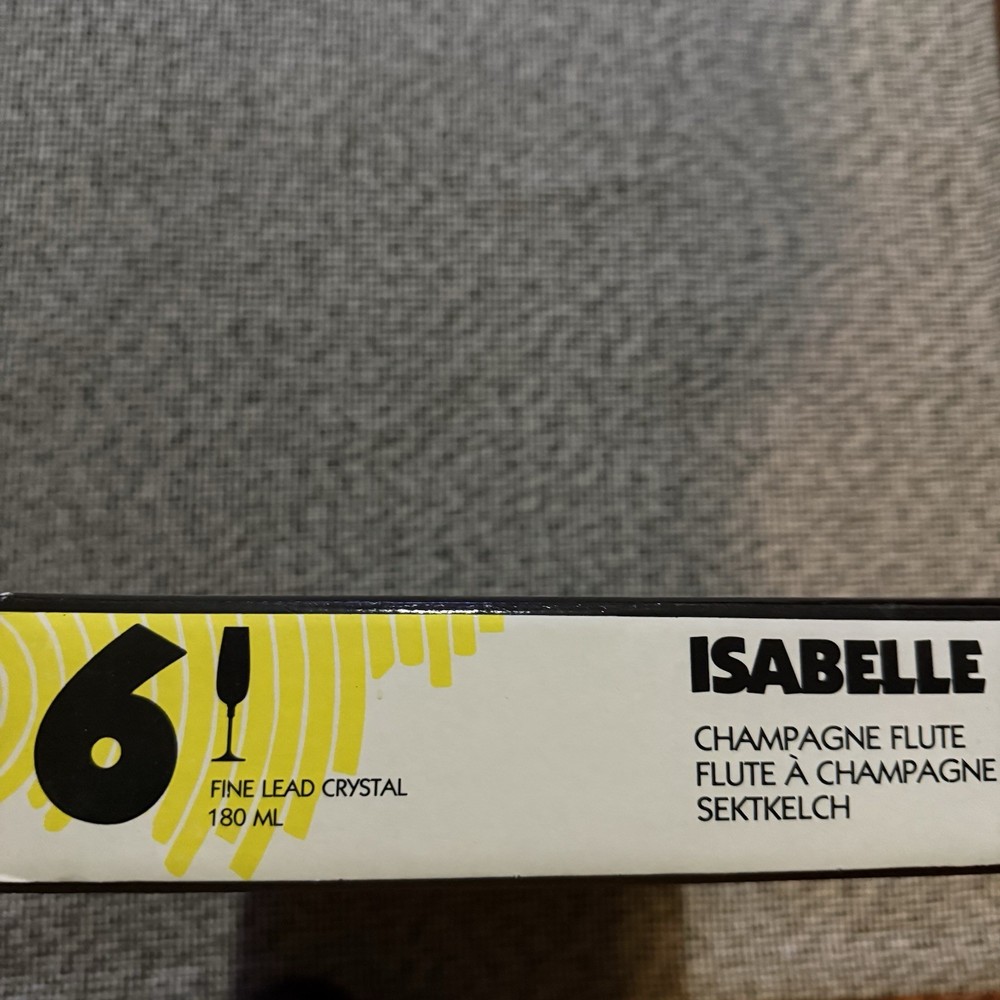 6
FINE LEAD CRYSTAL
180 ML
ISABELLE
CHAMPAGNE FLUTE
FLUTE À CHAMPAGNE
SEKTKELCH